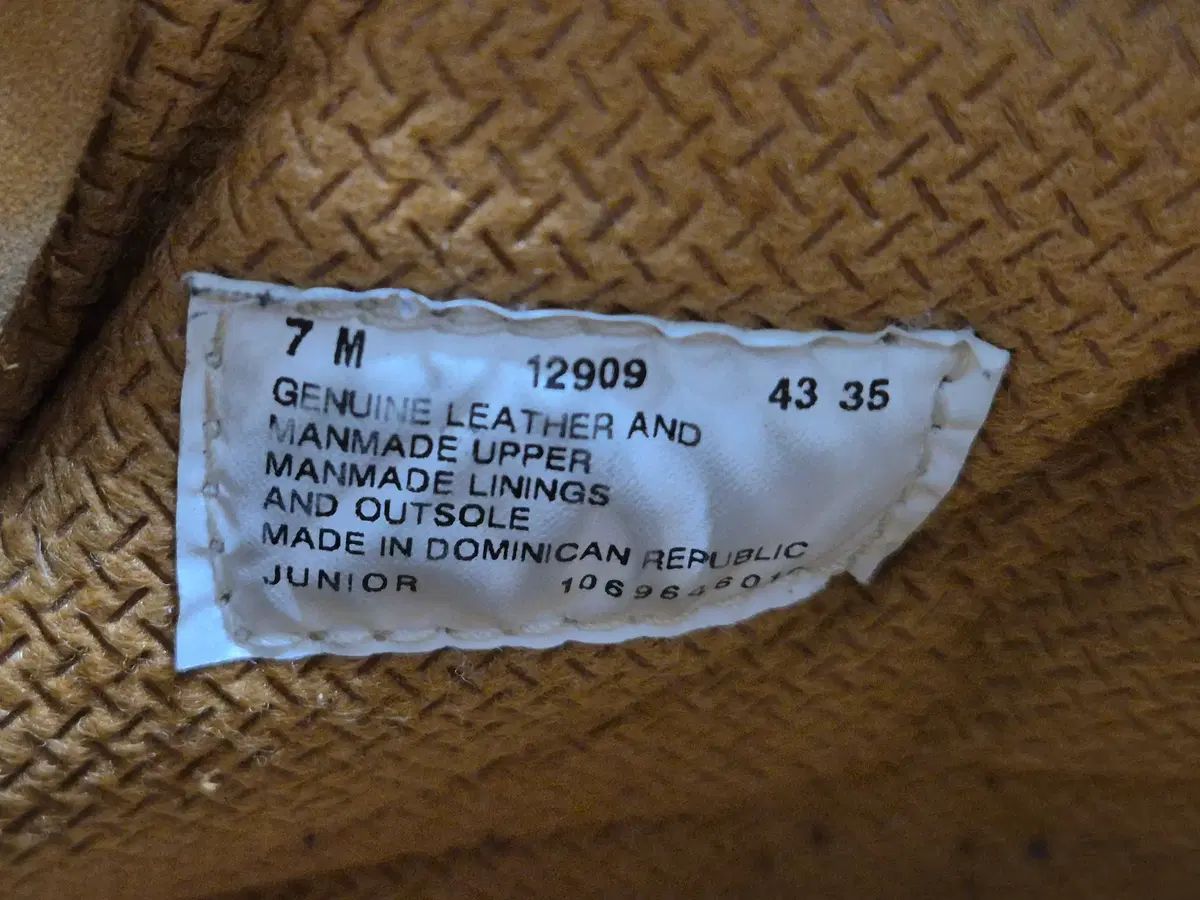 7 M 12909 43 35
GENUINE LEATHER AND
MANMADE UPPER
MANMADE LININGS
AND OUTSOLE
MADE IN DOMINICAN REPUBLIC
JUNIOR